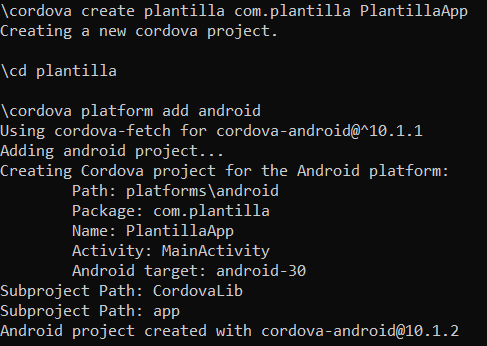 \cordova create plantilla com.plantilla PlantillaApp
Creating a new cordova project.
\cd plantilla
\cordova platform add android
Using cordova-fetch for cordova-android@^10.1.1
Adding android project...
Creating Cordova project for the Android platform:
Path: platforms\android
Package: com.plantilla
Name: PlantillaApp
Activity: MainActivity
Android target: android-30
Subproject Path: CordovaLib
Subproject Path: app
Android project created with cordova-android@10.1.2